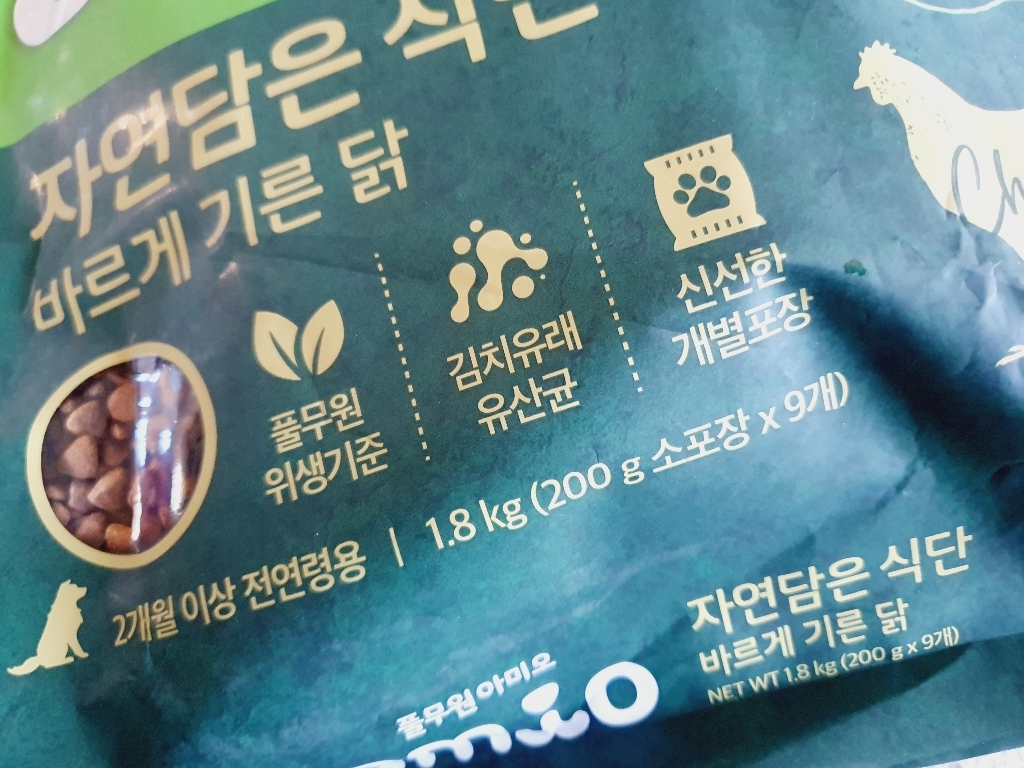 자연담은 식단
바르게 기른 닭
Ch
풀무원
위생기준
김치유래
유산균
신선한
개별포장
2개월 이상 전연령용 | 1.8 kg (200 g 소포장 x 9개)
자연담은 식단
바르게 기른 닭
NET WT 1.8 kg (200 g x 9개)
풀무원아미오
amio